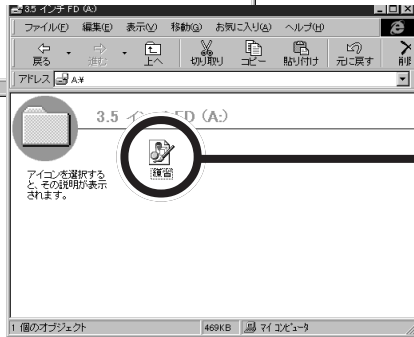 3.5 インチ FD (A:)
ファイル(F) 編集(E) 表示(V) 移動(G) お気に入り(A) ヘルプ(H)
戻る 進む 上へ 切り取り コピー 貼り付け 元に戻す
アドレス A:¥
3.5 インチ FD (A:)
練習
アイコンを選択する
と、その説明が表示
されます。
1 個のオブジェクト 469KB マイ コンピュータ